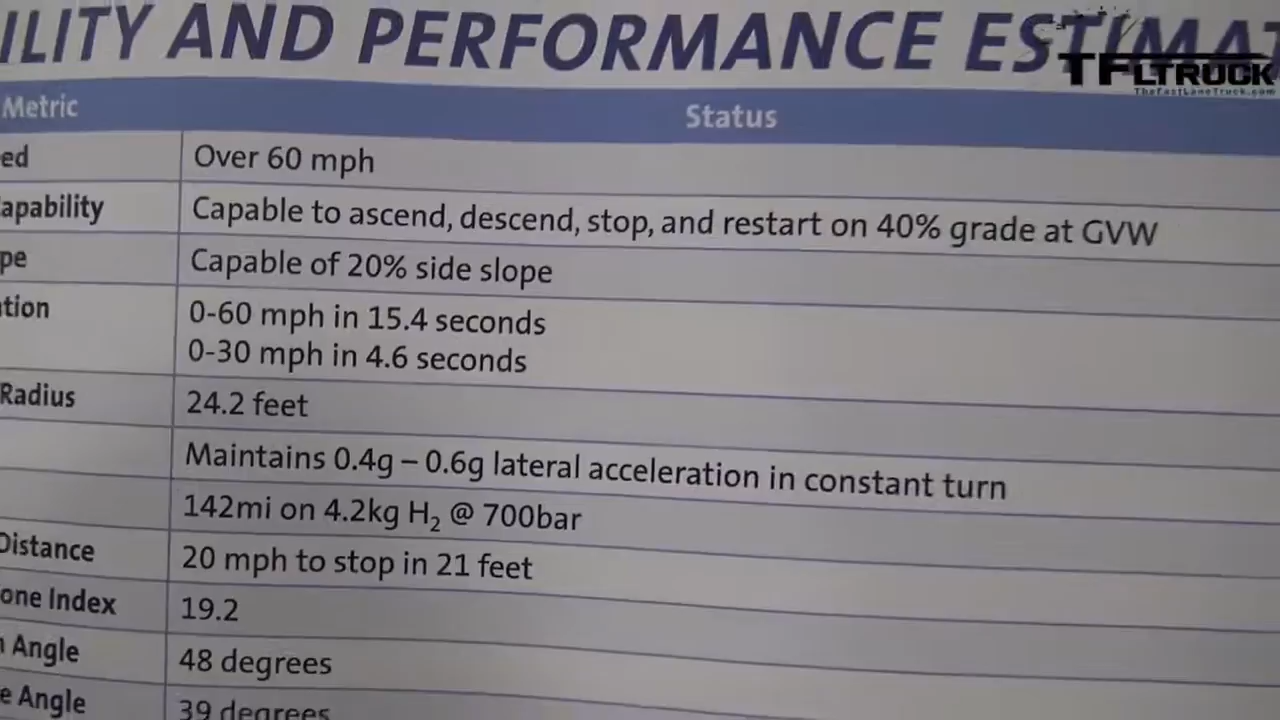 ILITY AND PERFORMANCE ESTIMAT
TFLTRUCK
TheFastLaneTruck.com
Metric Status
ed Over 60 mph
apability Capable to ascend, descend, stop, and restart on 40% grade at GVW
pe Capable of 20% side slope
tion 0-60 mph in 15.4 seconds
0-30 mph in 4.6 seconds
Radius 24.2 feet
Maintains 0.4g – 0.6g lateral acceleration in constant turn
142mi on 4.2kg H₂ @ 700bar
Distance 20 mph to stop in 21 feet
one Index 19.2
Angle 48 degrees
e Angle 39 degrees